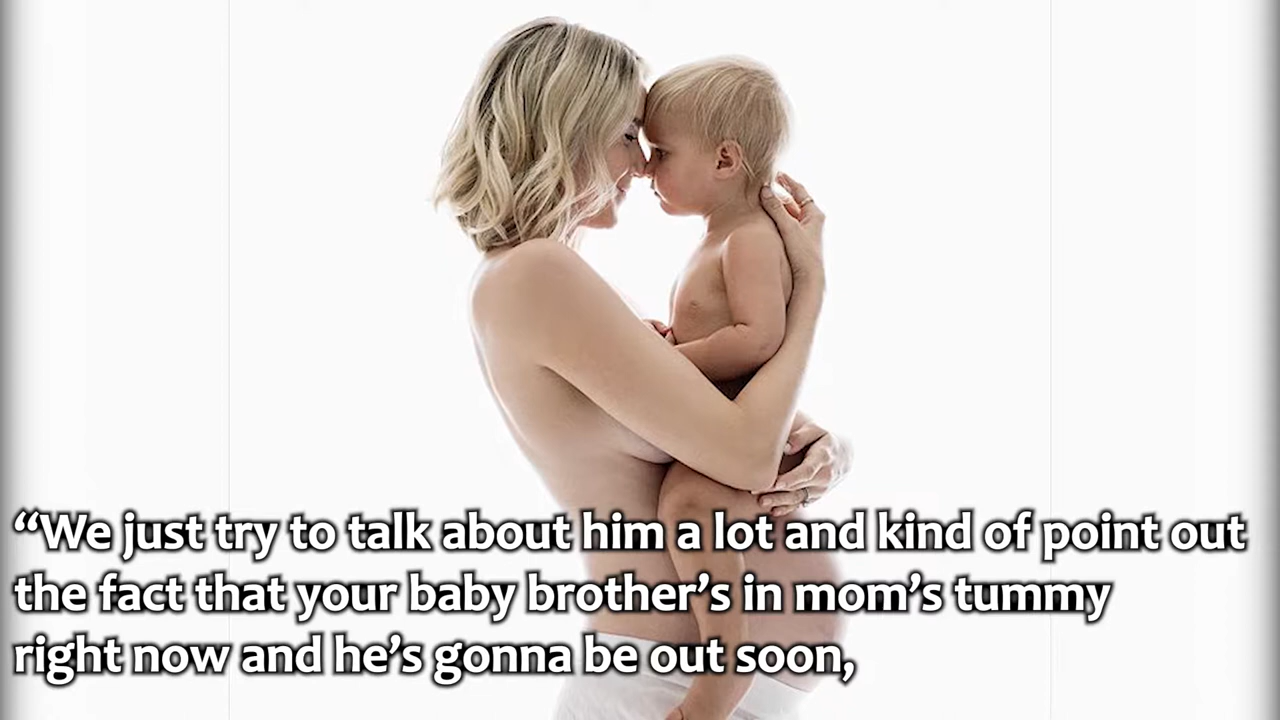 “We just try to talk about him a lot and kind of point out
the fact that your baby brother’s in mom’s tummy
right now and he’s gonna be out soon,